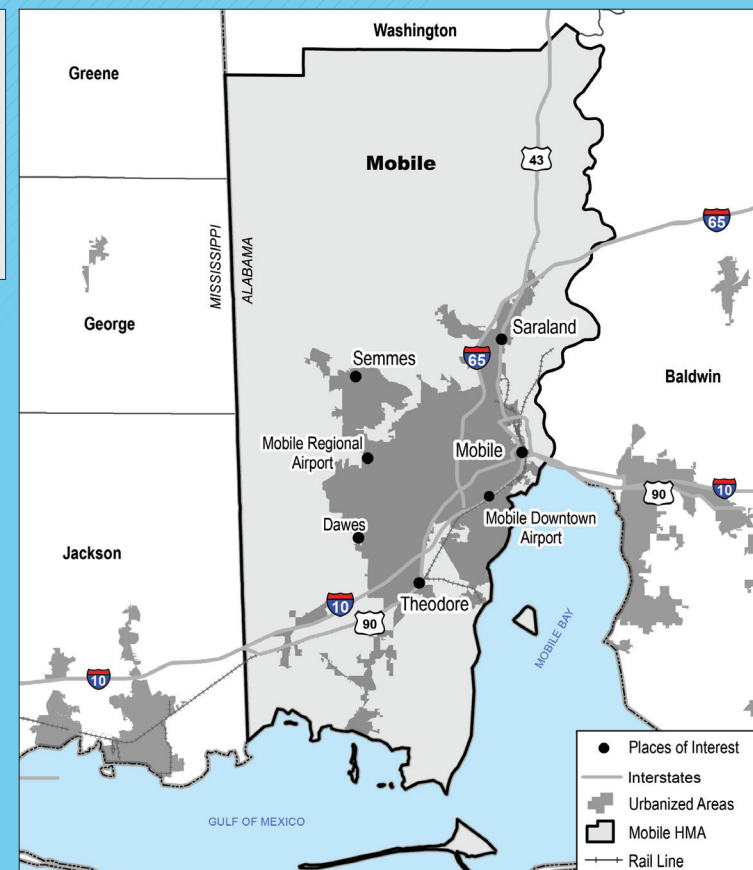 Washington
Greene
Mobile
43
65
MISSISSIPPI
ALABAMA
George
Saraland
65
Semmes
Baldwin
Mobile Regional
Airport
Mobile
10
90
Mobile Downtown
Airport
Dawes
Jackson
10
Theodore
90
MOBILE BAY
10
GULF OF MEXICO
Places of Interest
Interstates
Urbanized Areas
Mobile HMA
Rail Line